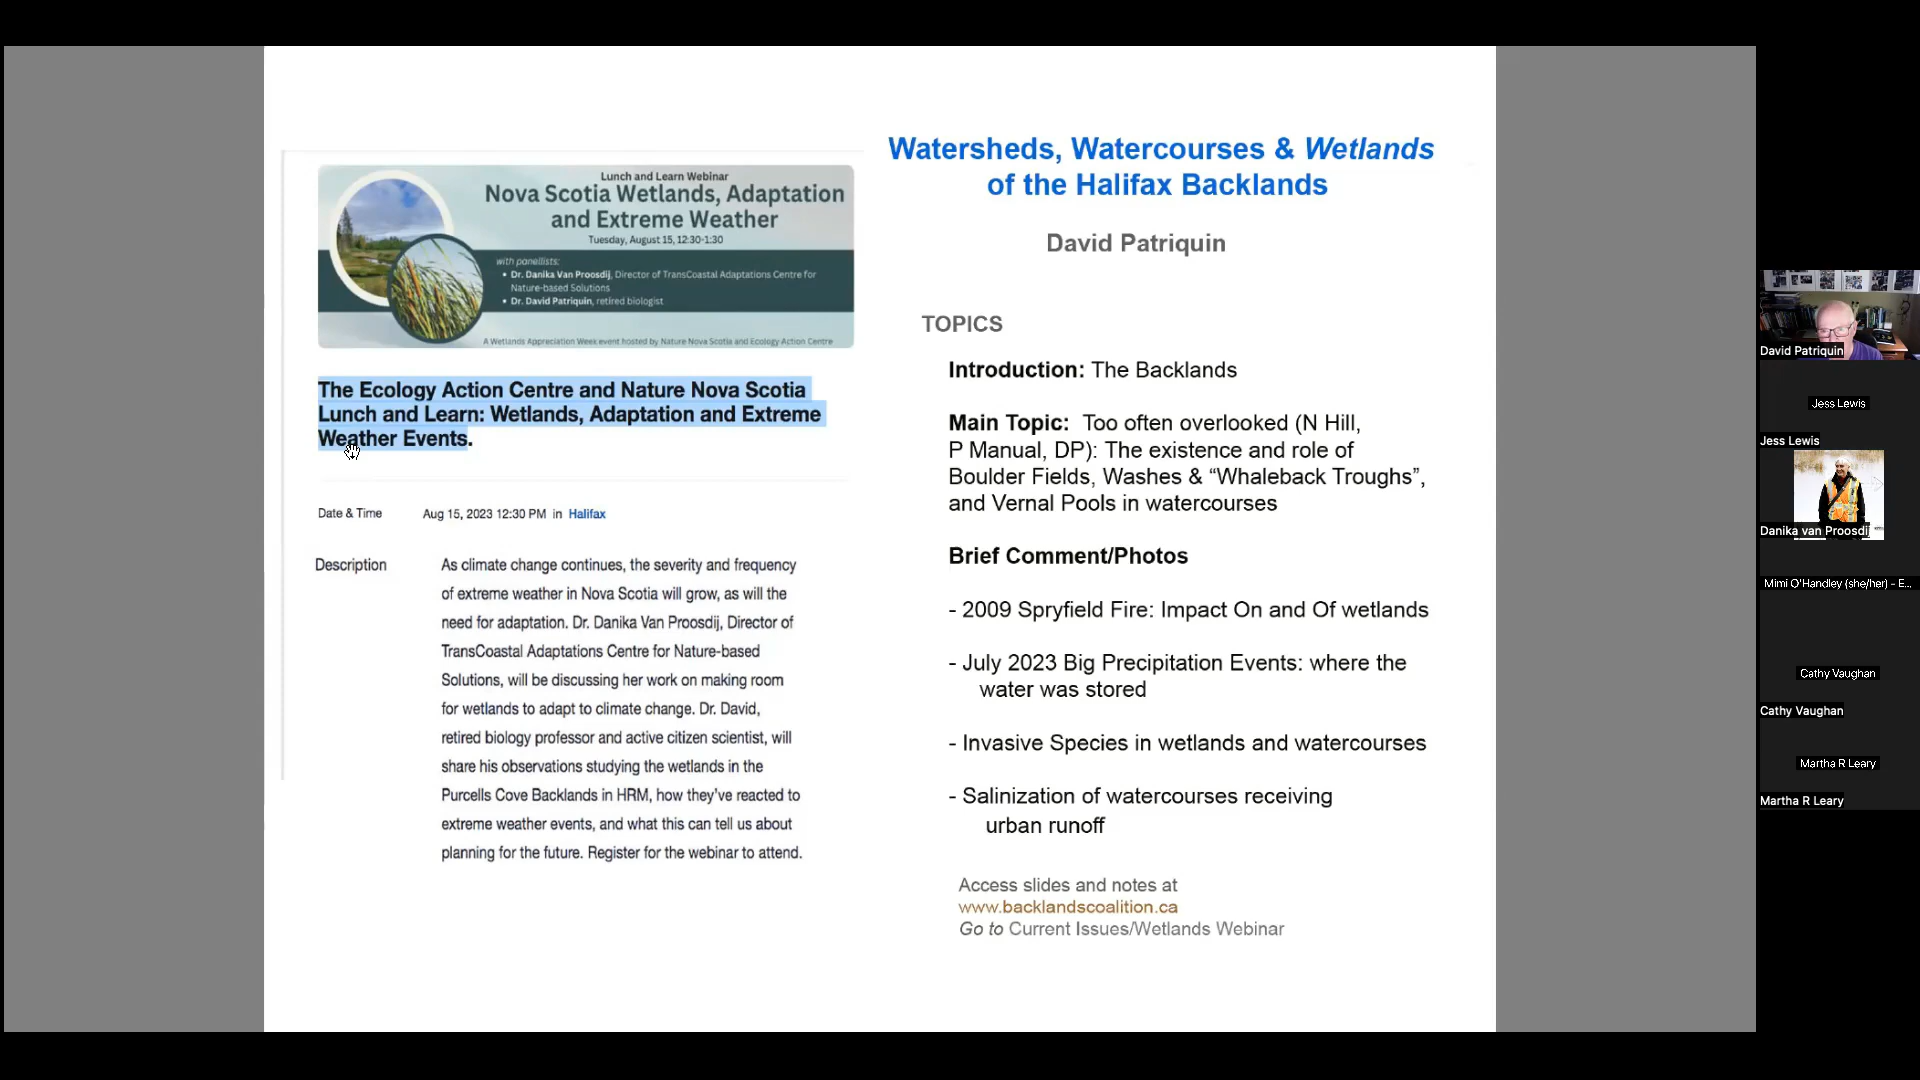 Lunch and Learn Webinar
Nova Scotia Wetlands, Adaptation
and Extreme Weather
Tuesday, August 15, 12:30-1:30
with panellists:
• Dr. Danika Van Proosdij, Director of TransCoastal Adaptations Centre for
Nature-based Solutions
• Dr. David Patriquin, retired biologist
A Wetlands Appreciation Week event hosted by Nature Nova Scotia and Ecology Action Centre
The Ecology Action Centre and Nature Nova Scotia
Lunch and Learn: Wetlands, Adaptation and Extreme
Weather Events.
Date & Time Aug 15, 2023 12:30 PM in Halifax
Description As climate change continues, the severity and frequency
of extreme weather in Nova Scotia will grow, as will the
need for adaptation. Dr. Danika Van Proosdij, Director of
TransCoastal Adaptations Centre for Nature-based
Solutions, will be discussing her work on making room
for wetlands to adapt to climate change. Dr. David,
retired biology professor and active citizen scientist, will
share his observations studying the wetlands in the
Purcells Cove Backlands in HRM, how they've reacted to
extreme weather events, and what this can tell us about
planning for the future. Register for the webinar to attend.
Watersheds, Watercourses & Wetlands
of the Halifax Backlands
David Patriquin
TOPICS
Introduction: The Backlands
Main Topic: Too often overlooked (N Hill,
P Manual, DP): The existence and role of
Boulder Fields, Washes & “Whaleback Troughs”,
and Vernal Pools in watercourses
Brief Comment/Photos
- 2009 Spryfield Fire: Impact On and Of wetlands
- July 2023 Big Precipitation Events: where the
water was stored
- Invasive Species in wetlands and watercourses
- Salinization of watercourses receiving
urban runoff
Access slides and notes at
www.backlandscoalition.ca
Go to Current Issues/Wetlands Webinar
David Patriquin
Jess Lewis
Jess Lewis
Danika van Proosdij
Mimi O'Handley (she/her) - E...
Cathy Vaughan
Cathy Vaughan
Martha R Leary
Martha R Leary